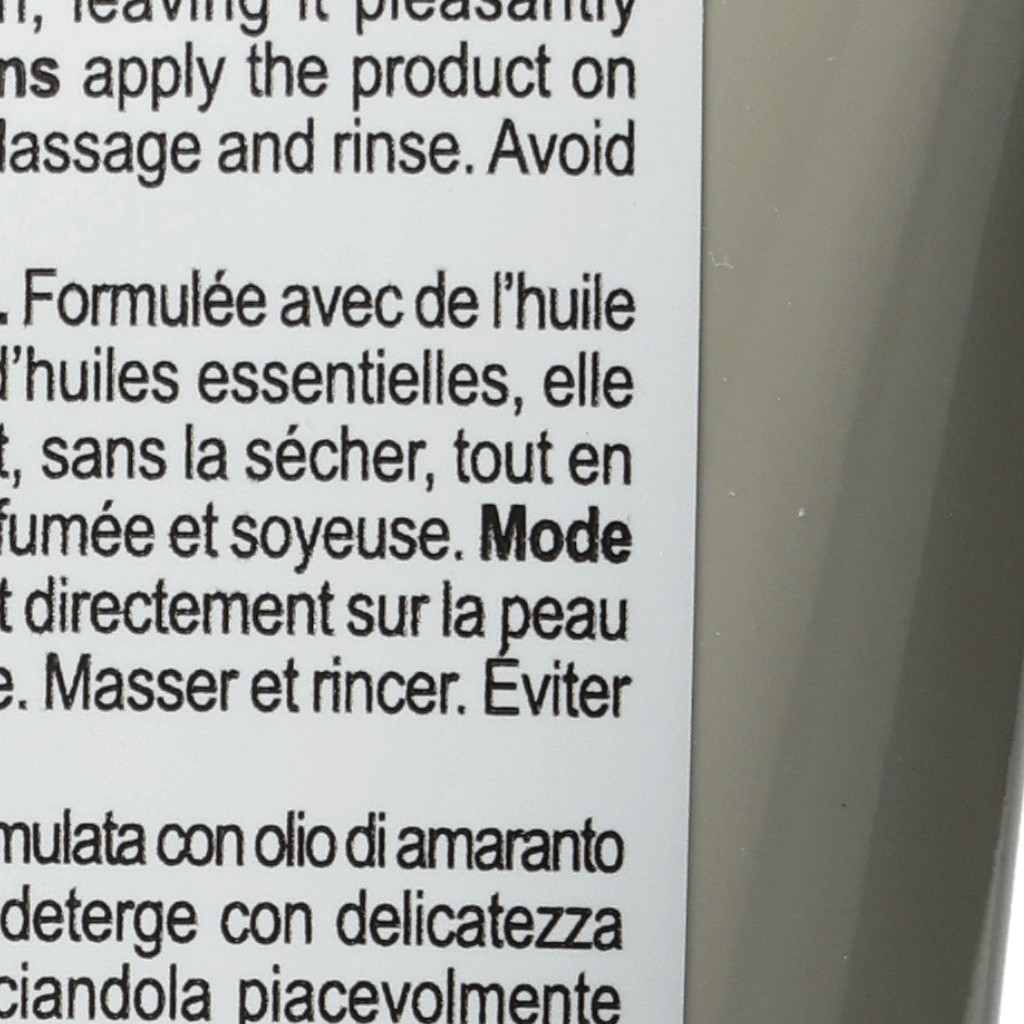 leaving it pleasantly
apply the product on
and rinse. Avoid
. Formulée avec de l'huile
d'huiles essentielles, elle
t, sans la sécher, tout en
fumée et soyeuse. Mode
t directement sur la peau
e. Masser et rincer. Éviter
mulata con olio di amaranto
deterge con delicatezza
ciandola piacevolmente